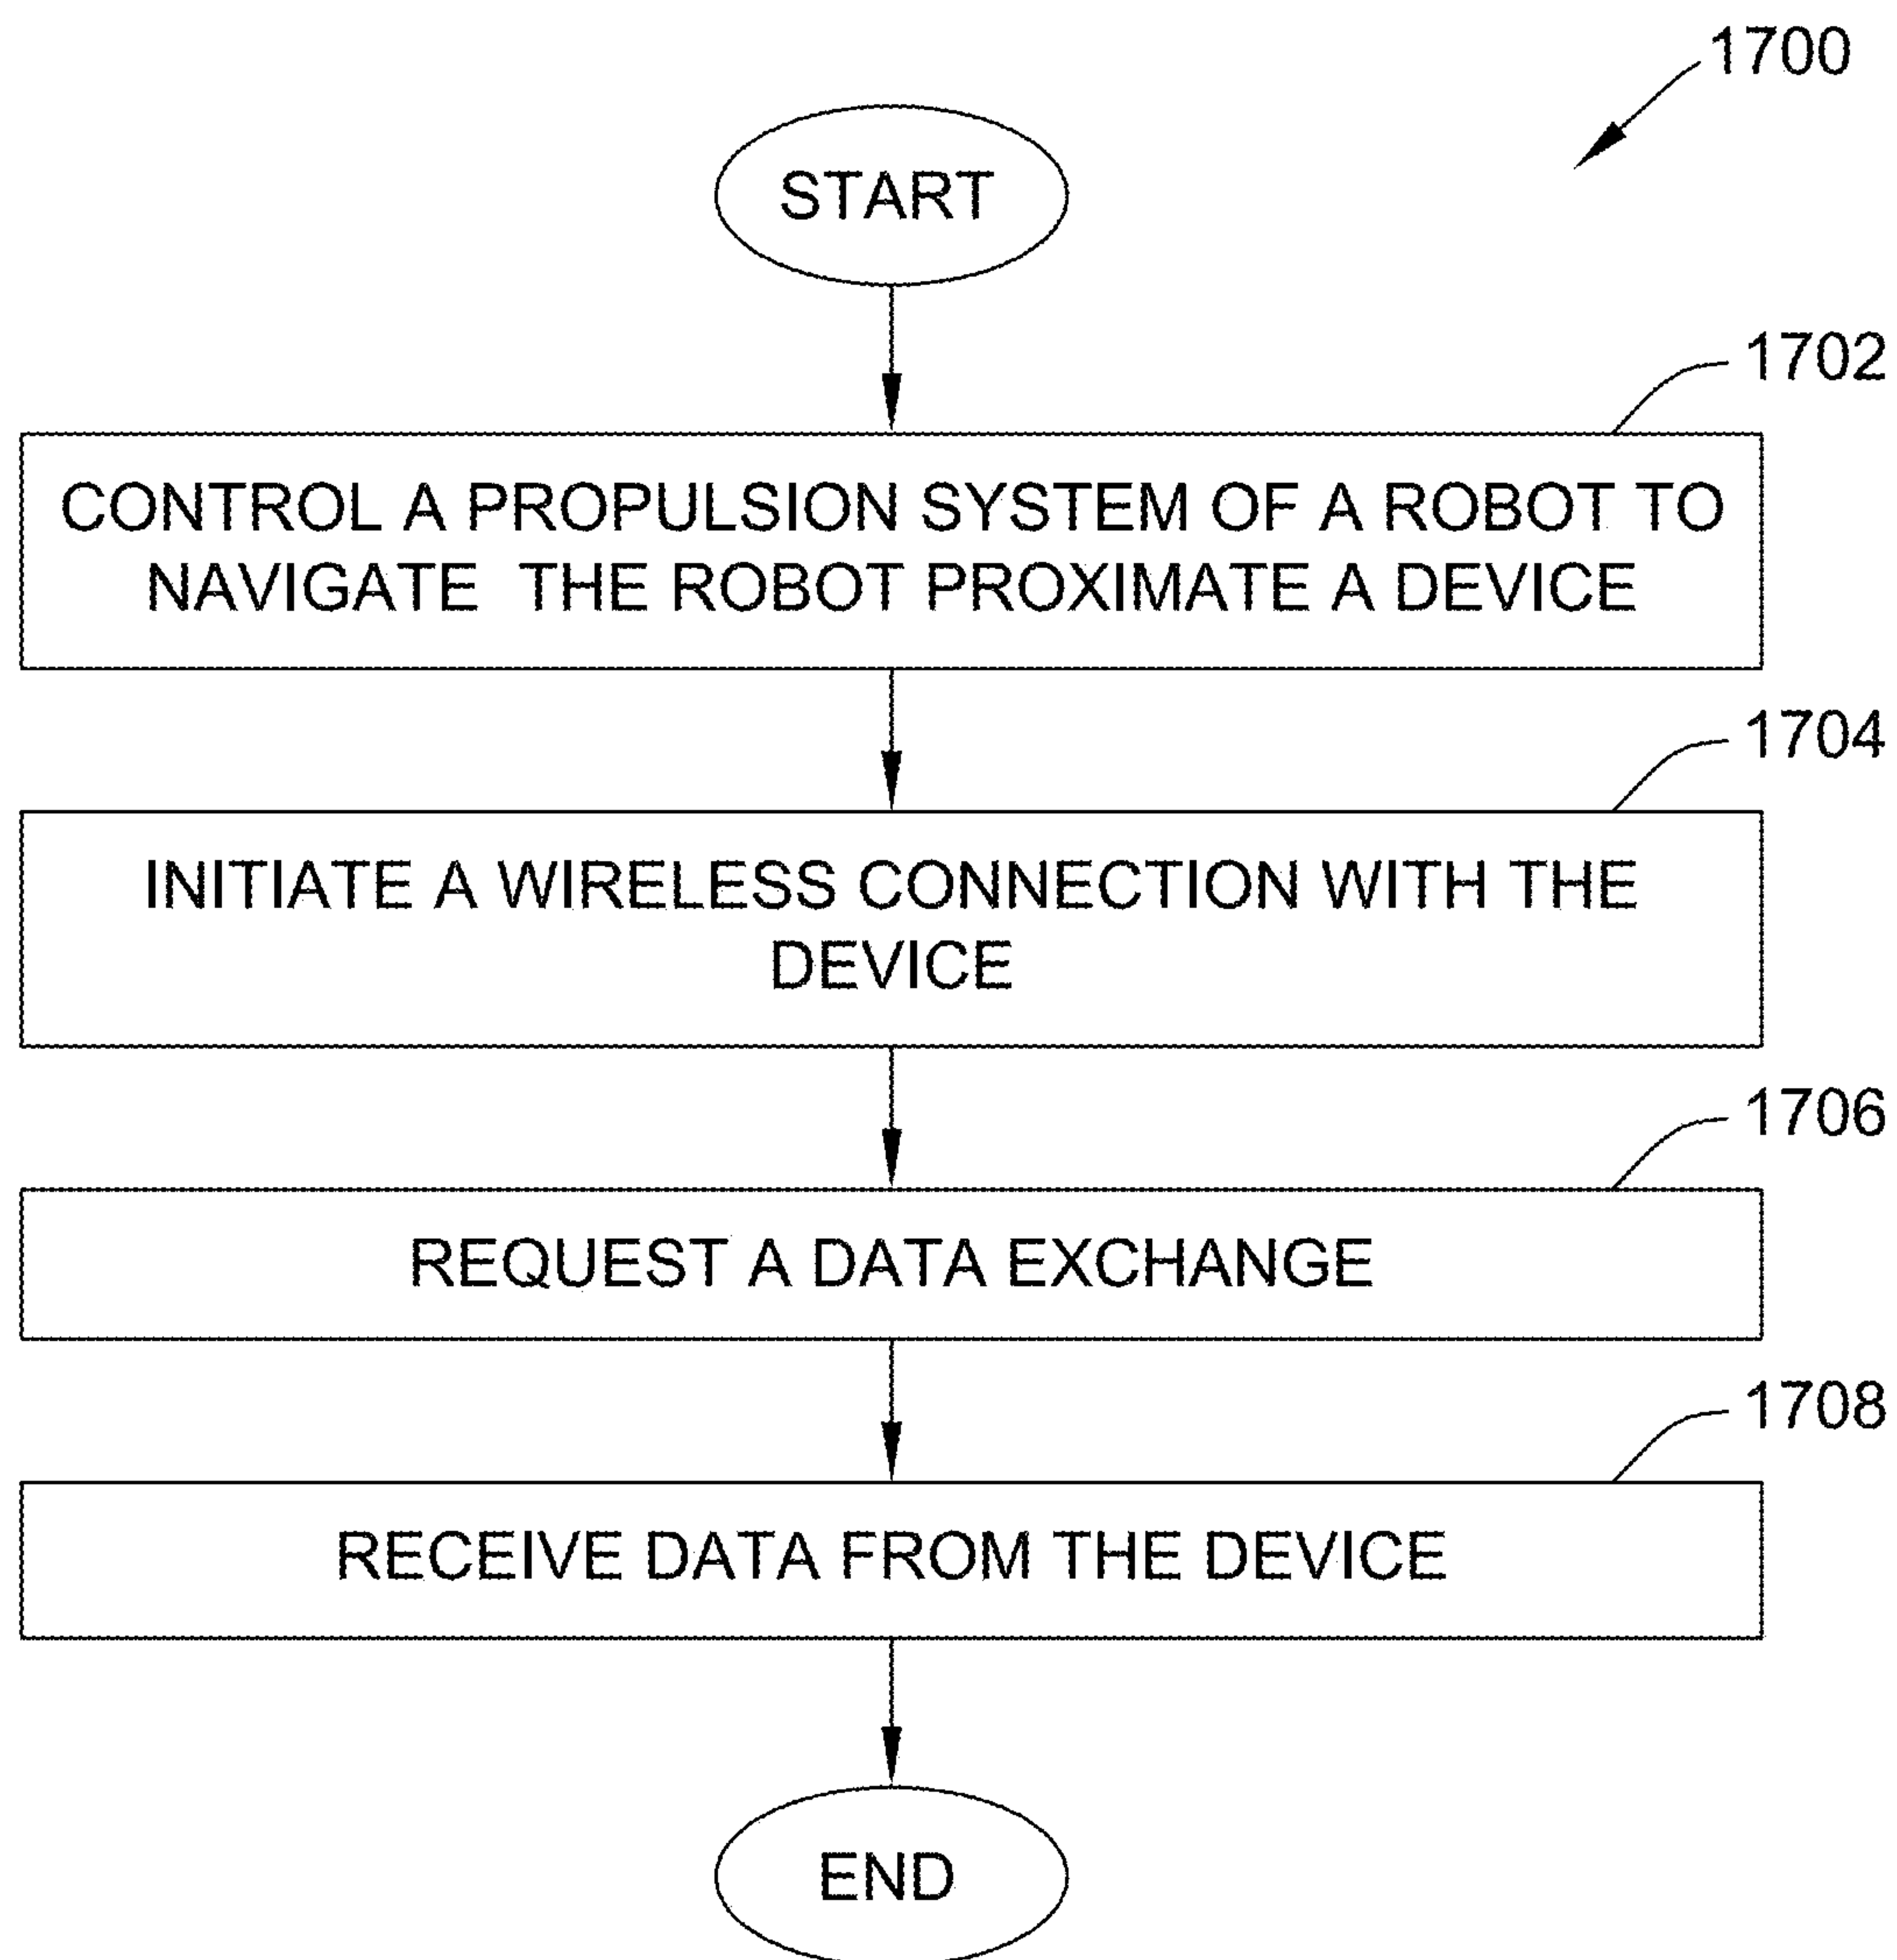 1700
START
1702
CONTROL A PROPULSION SYSTEM OF A ROBOT TO
NAVIGATE THE ROBOT PROXIMATE A DEVICE
1704
INITIATE A WIRELESS CONNECTION WITH THE
DEVICE
1706
REQUEST A DATA EXCHANGE
1708
RECEIVE DATA FROM THE DEVICE
END